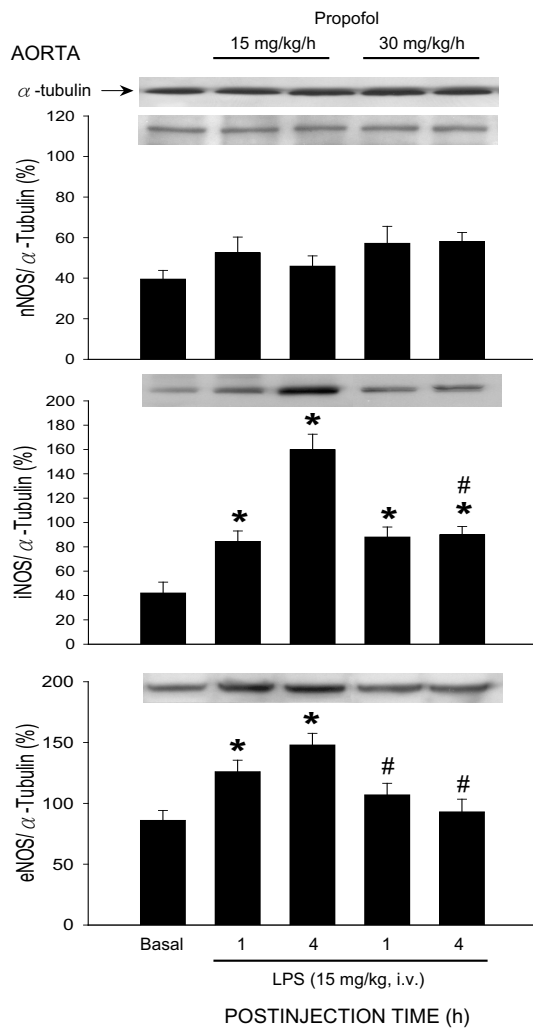 Propofol
15 mg/kg/h 30 mg/kg/h
AORTA
α-tubulin
120
100
80
60
40
20
0
nNOS/α-Tubulin (%)
200
180
160
140
120
100
80
60
40
20
0
iNOS/α-Tubulin (%)
* * * # *
200
150
100
50
0
eNOS/α-Tubulin (%)
* * # #
Basal 1 4 1 4
LPS (15 mg/kg, i.v.)
POSTINJECTION TIME (h)